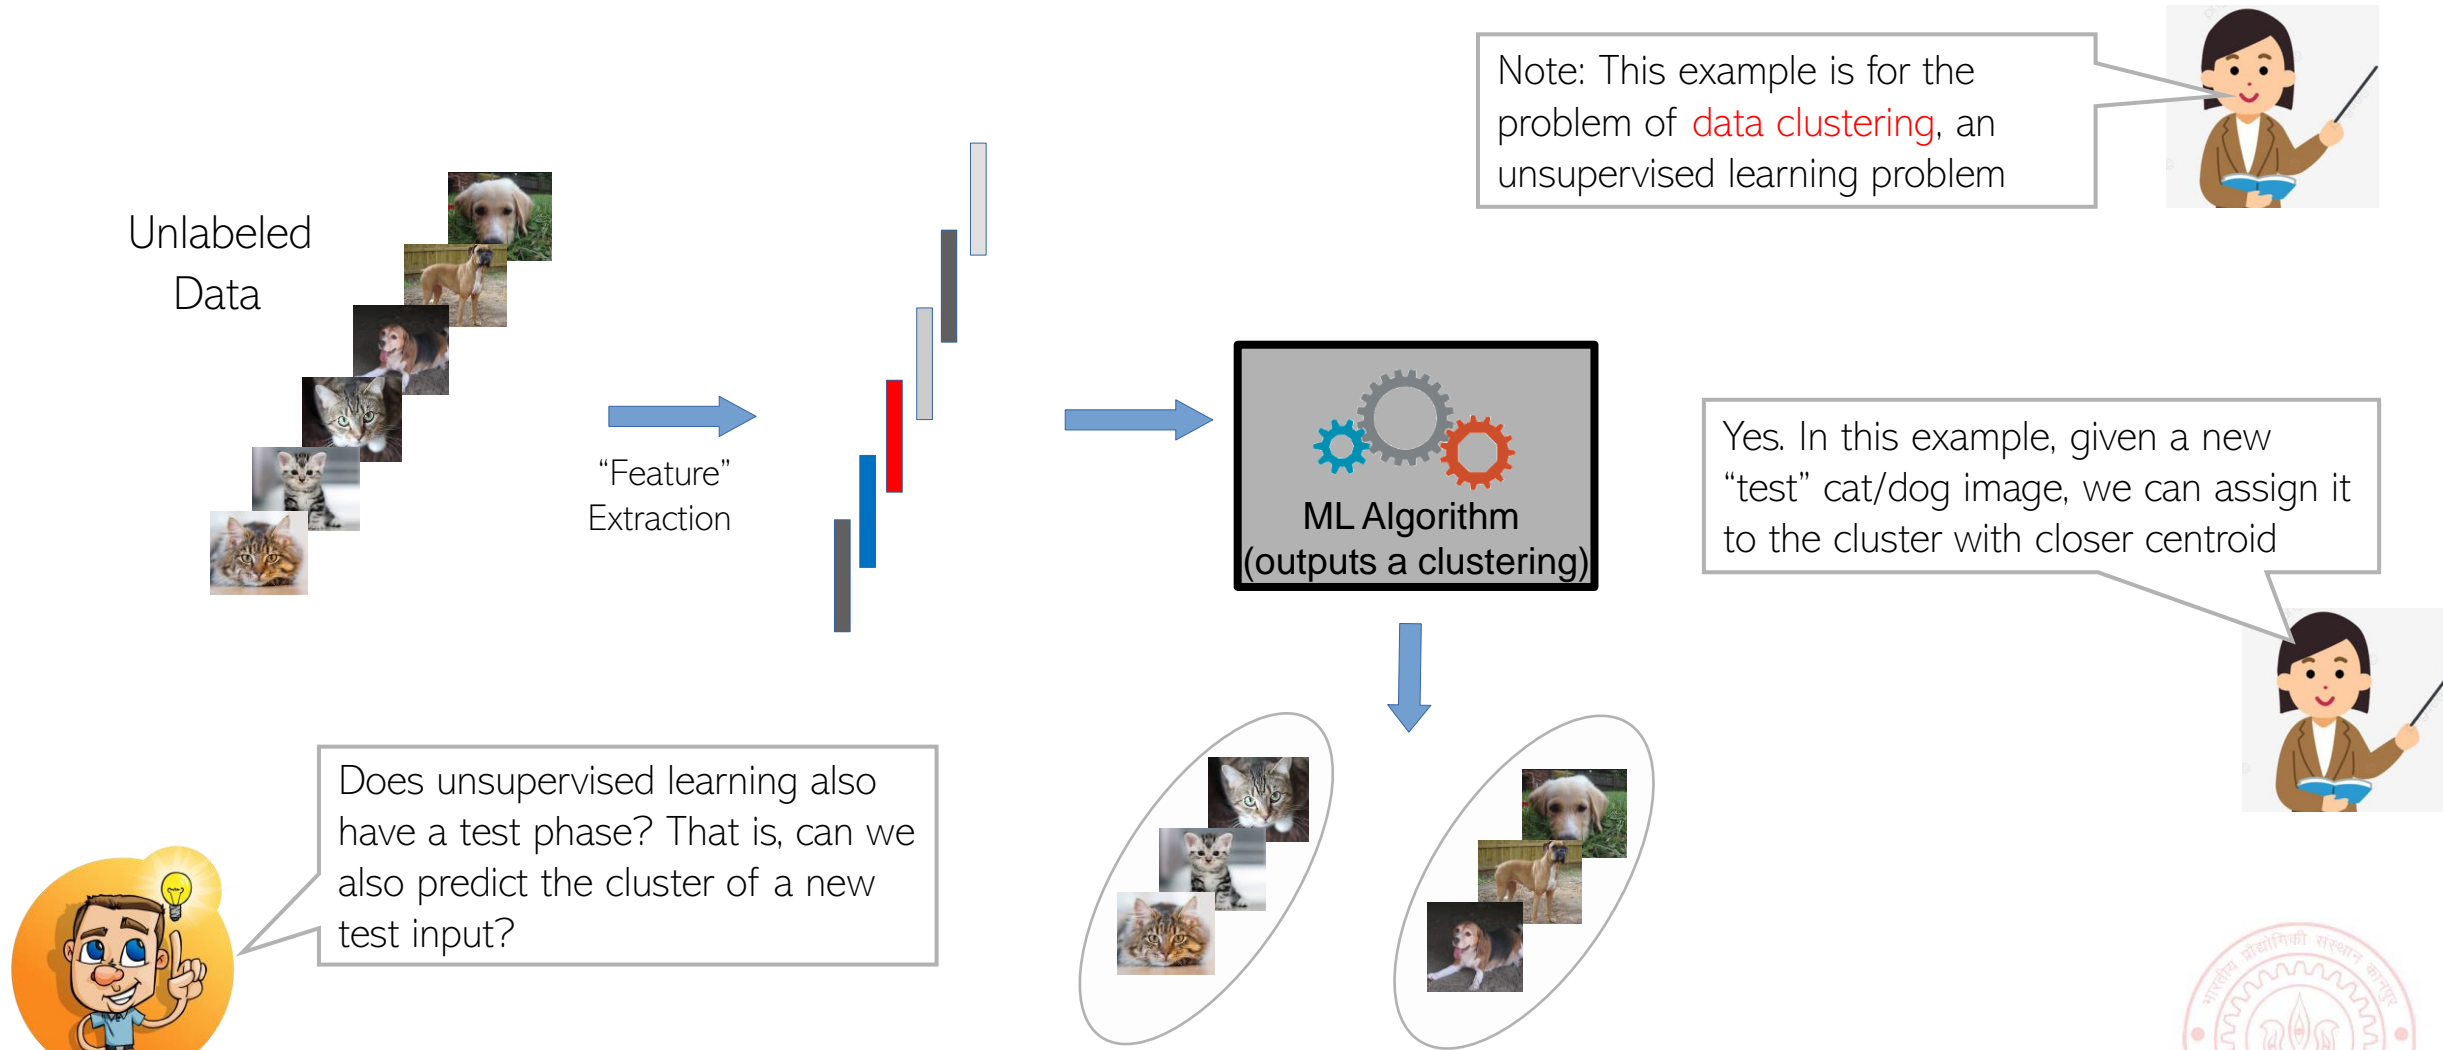 Note: This example is for the
problem of data clustering, an
unsupervised learning problem
Unlabeled
Data
“Feature”
Extraction
ML Algorithm
(outputs a clustering)
Yes. In this example, given a new
“test” cat/dog image, we can assign it
to the cluster with closer centroid
Does unsupervised learning also
have a test phase? That is, can we
also predict the cluster of a new
test input?
भारतीय प्रौद्योगिकी संस्थान कानपुर